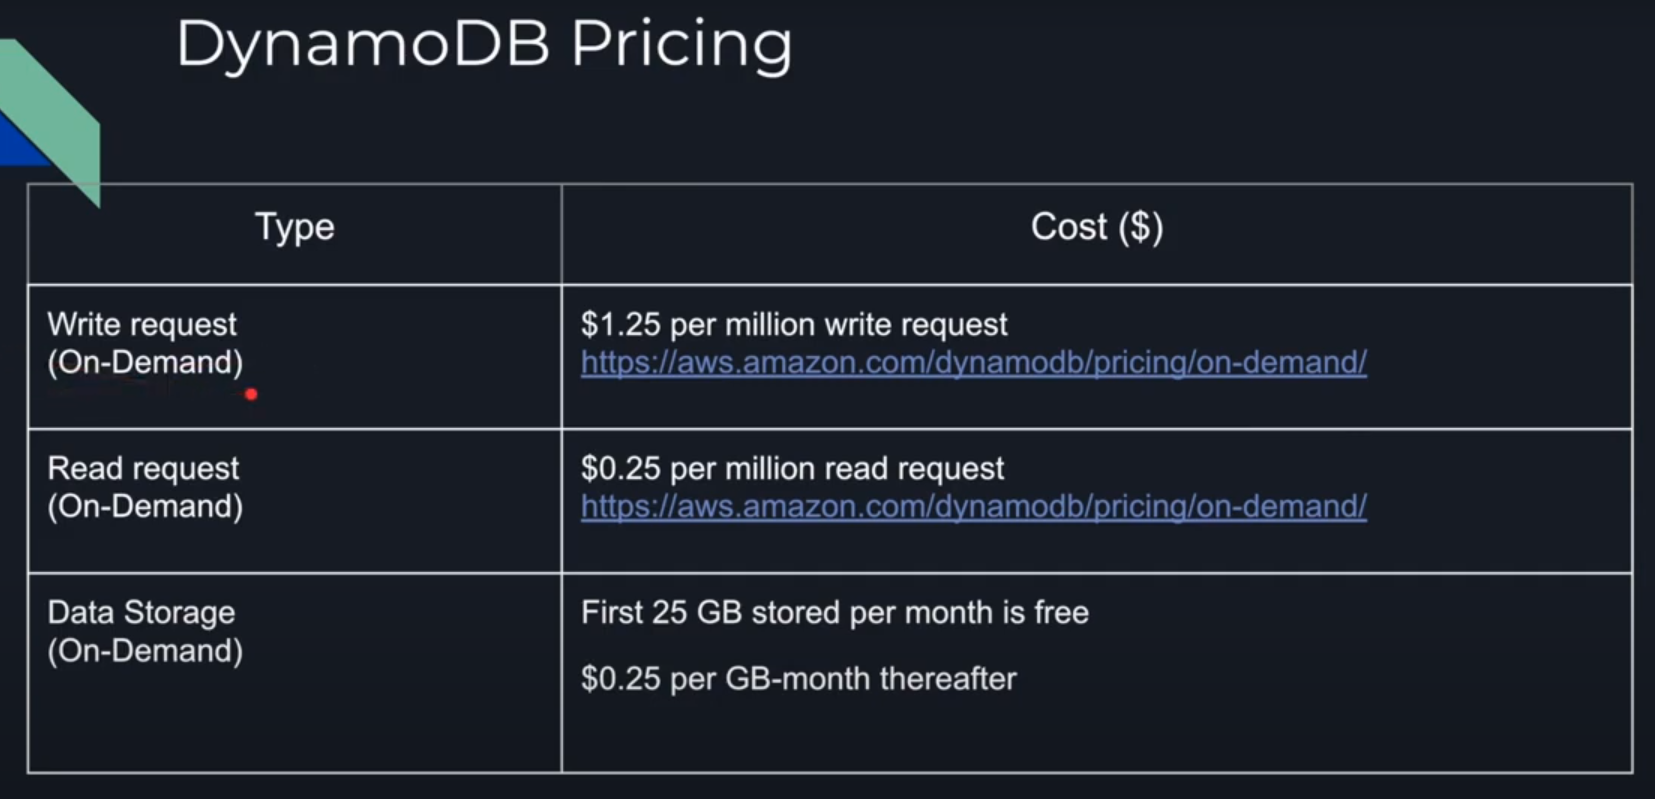 DynamoDB Pricing
Type
Cost ($)
Write request
(On-Demand)
$1.25 per million write request
https://aws.amazon.com/dynamodb/pricing/on-demand/
Read request
(On-Demand)
$0.25 per million read request
https://aws.amazon.com/dynamodb/pricing/on-demand/
Data Storage
(On-Demand)
First 25 GB stored per month is free
$0.25 per GB-month thereafter